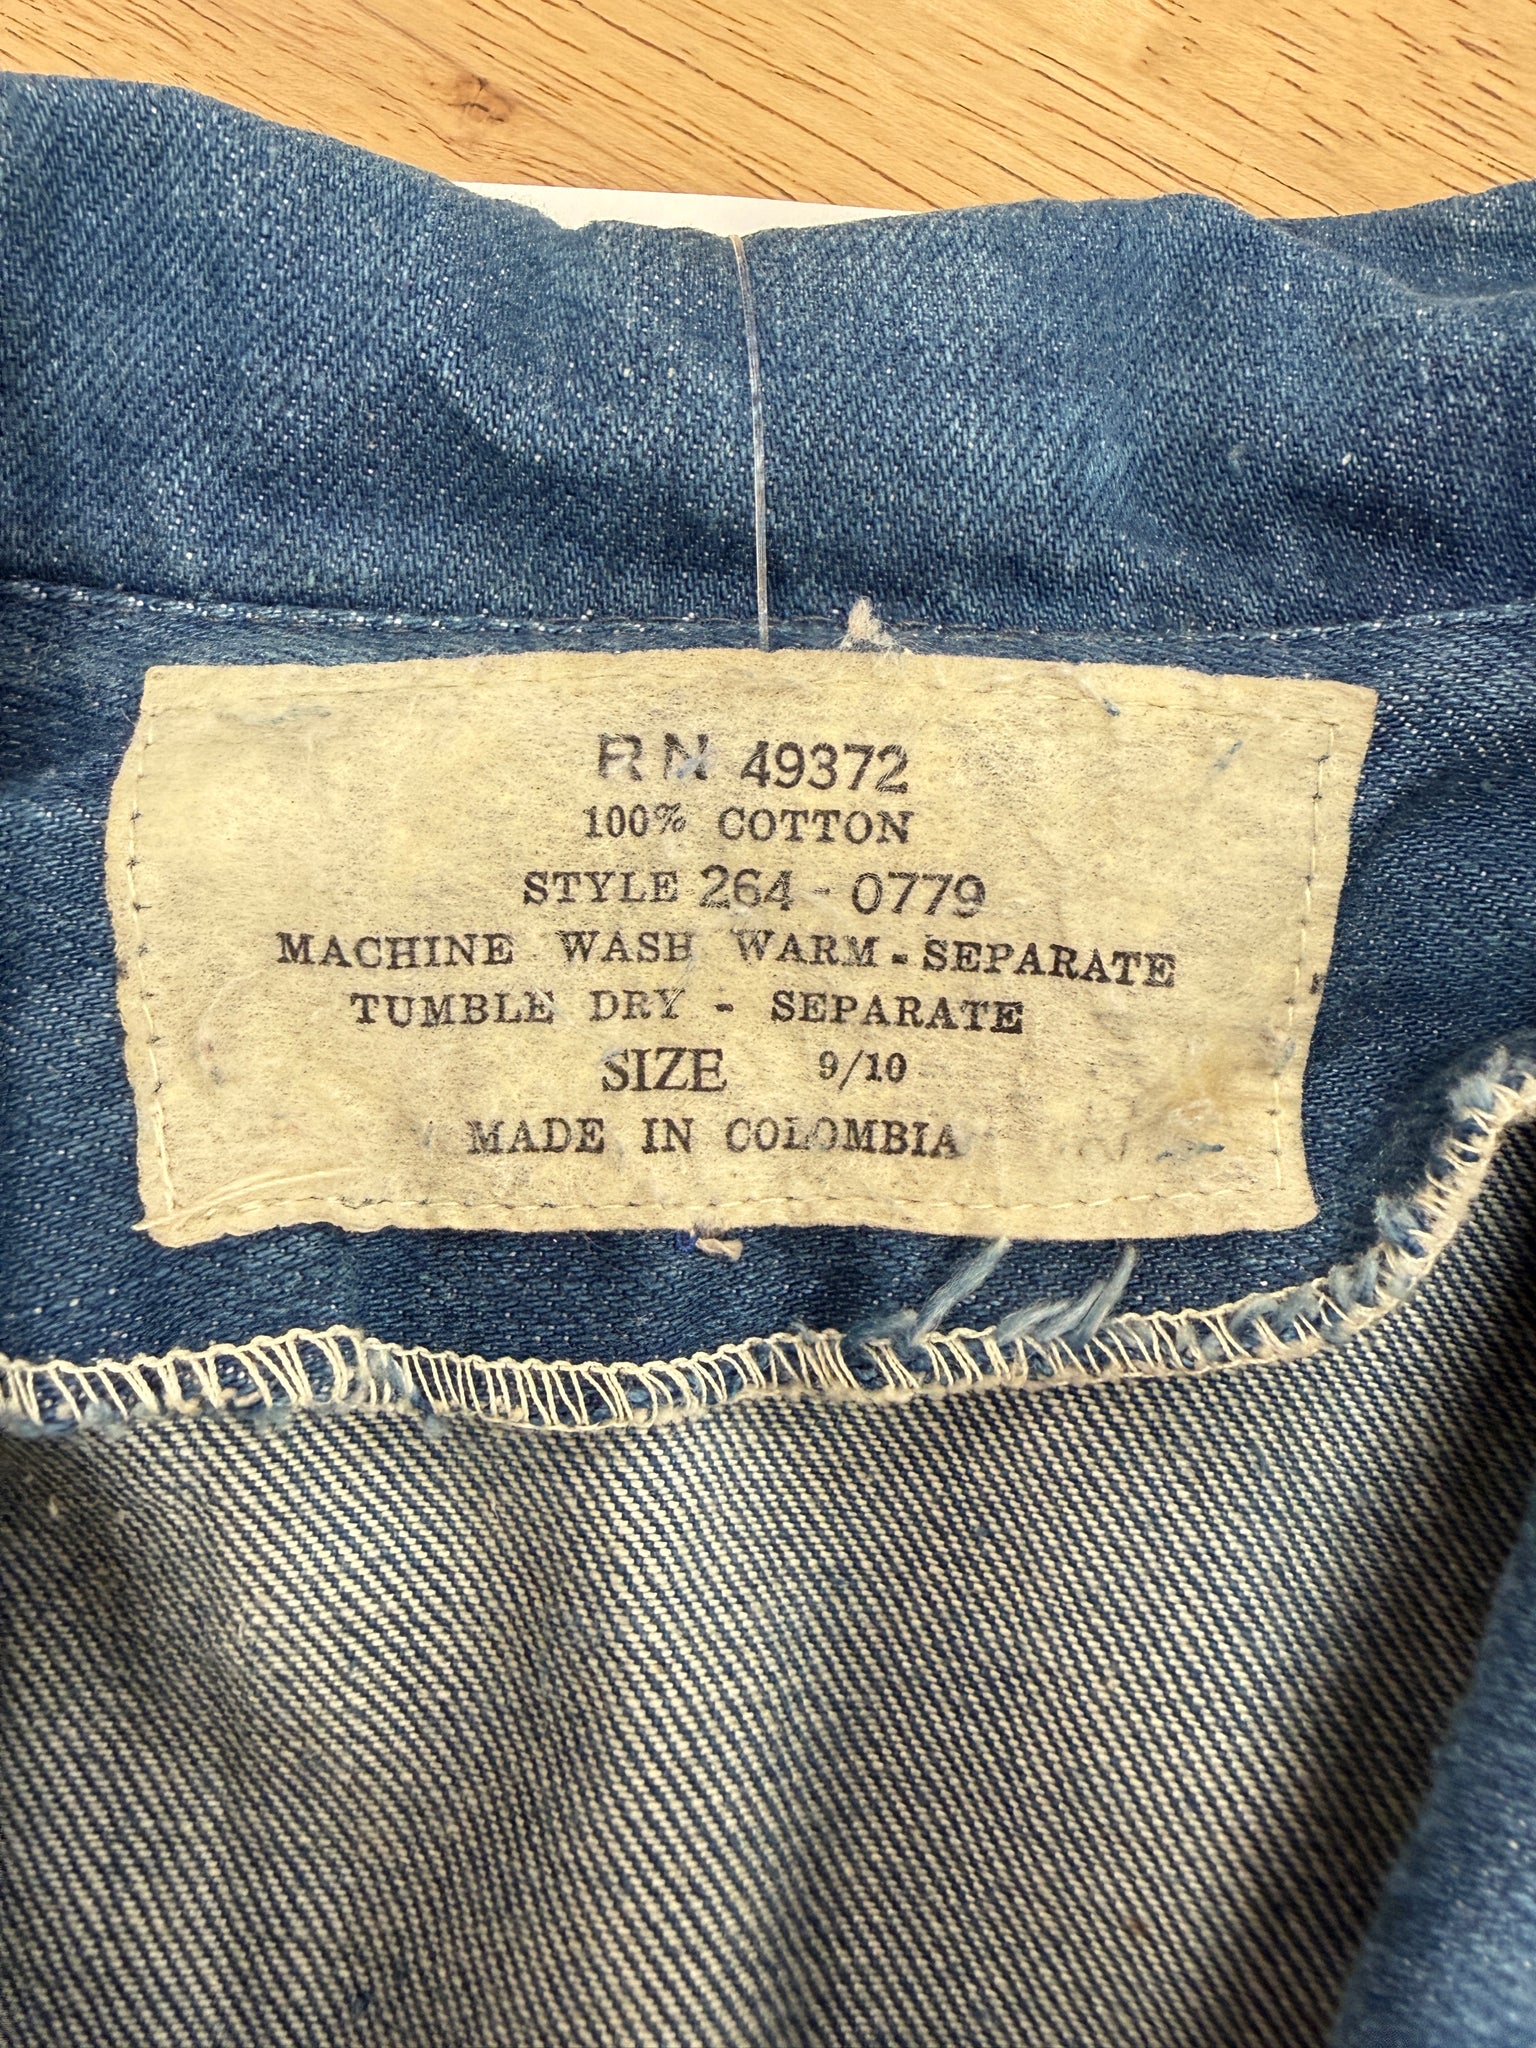 RN 49372
100% COTTON
STYLE 264-0779
MACHINE WASH WARM-SEPARATE
TUMBLE DRY - SEPARATE
SIZE 9/10
MADE IN COLOMBIA